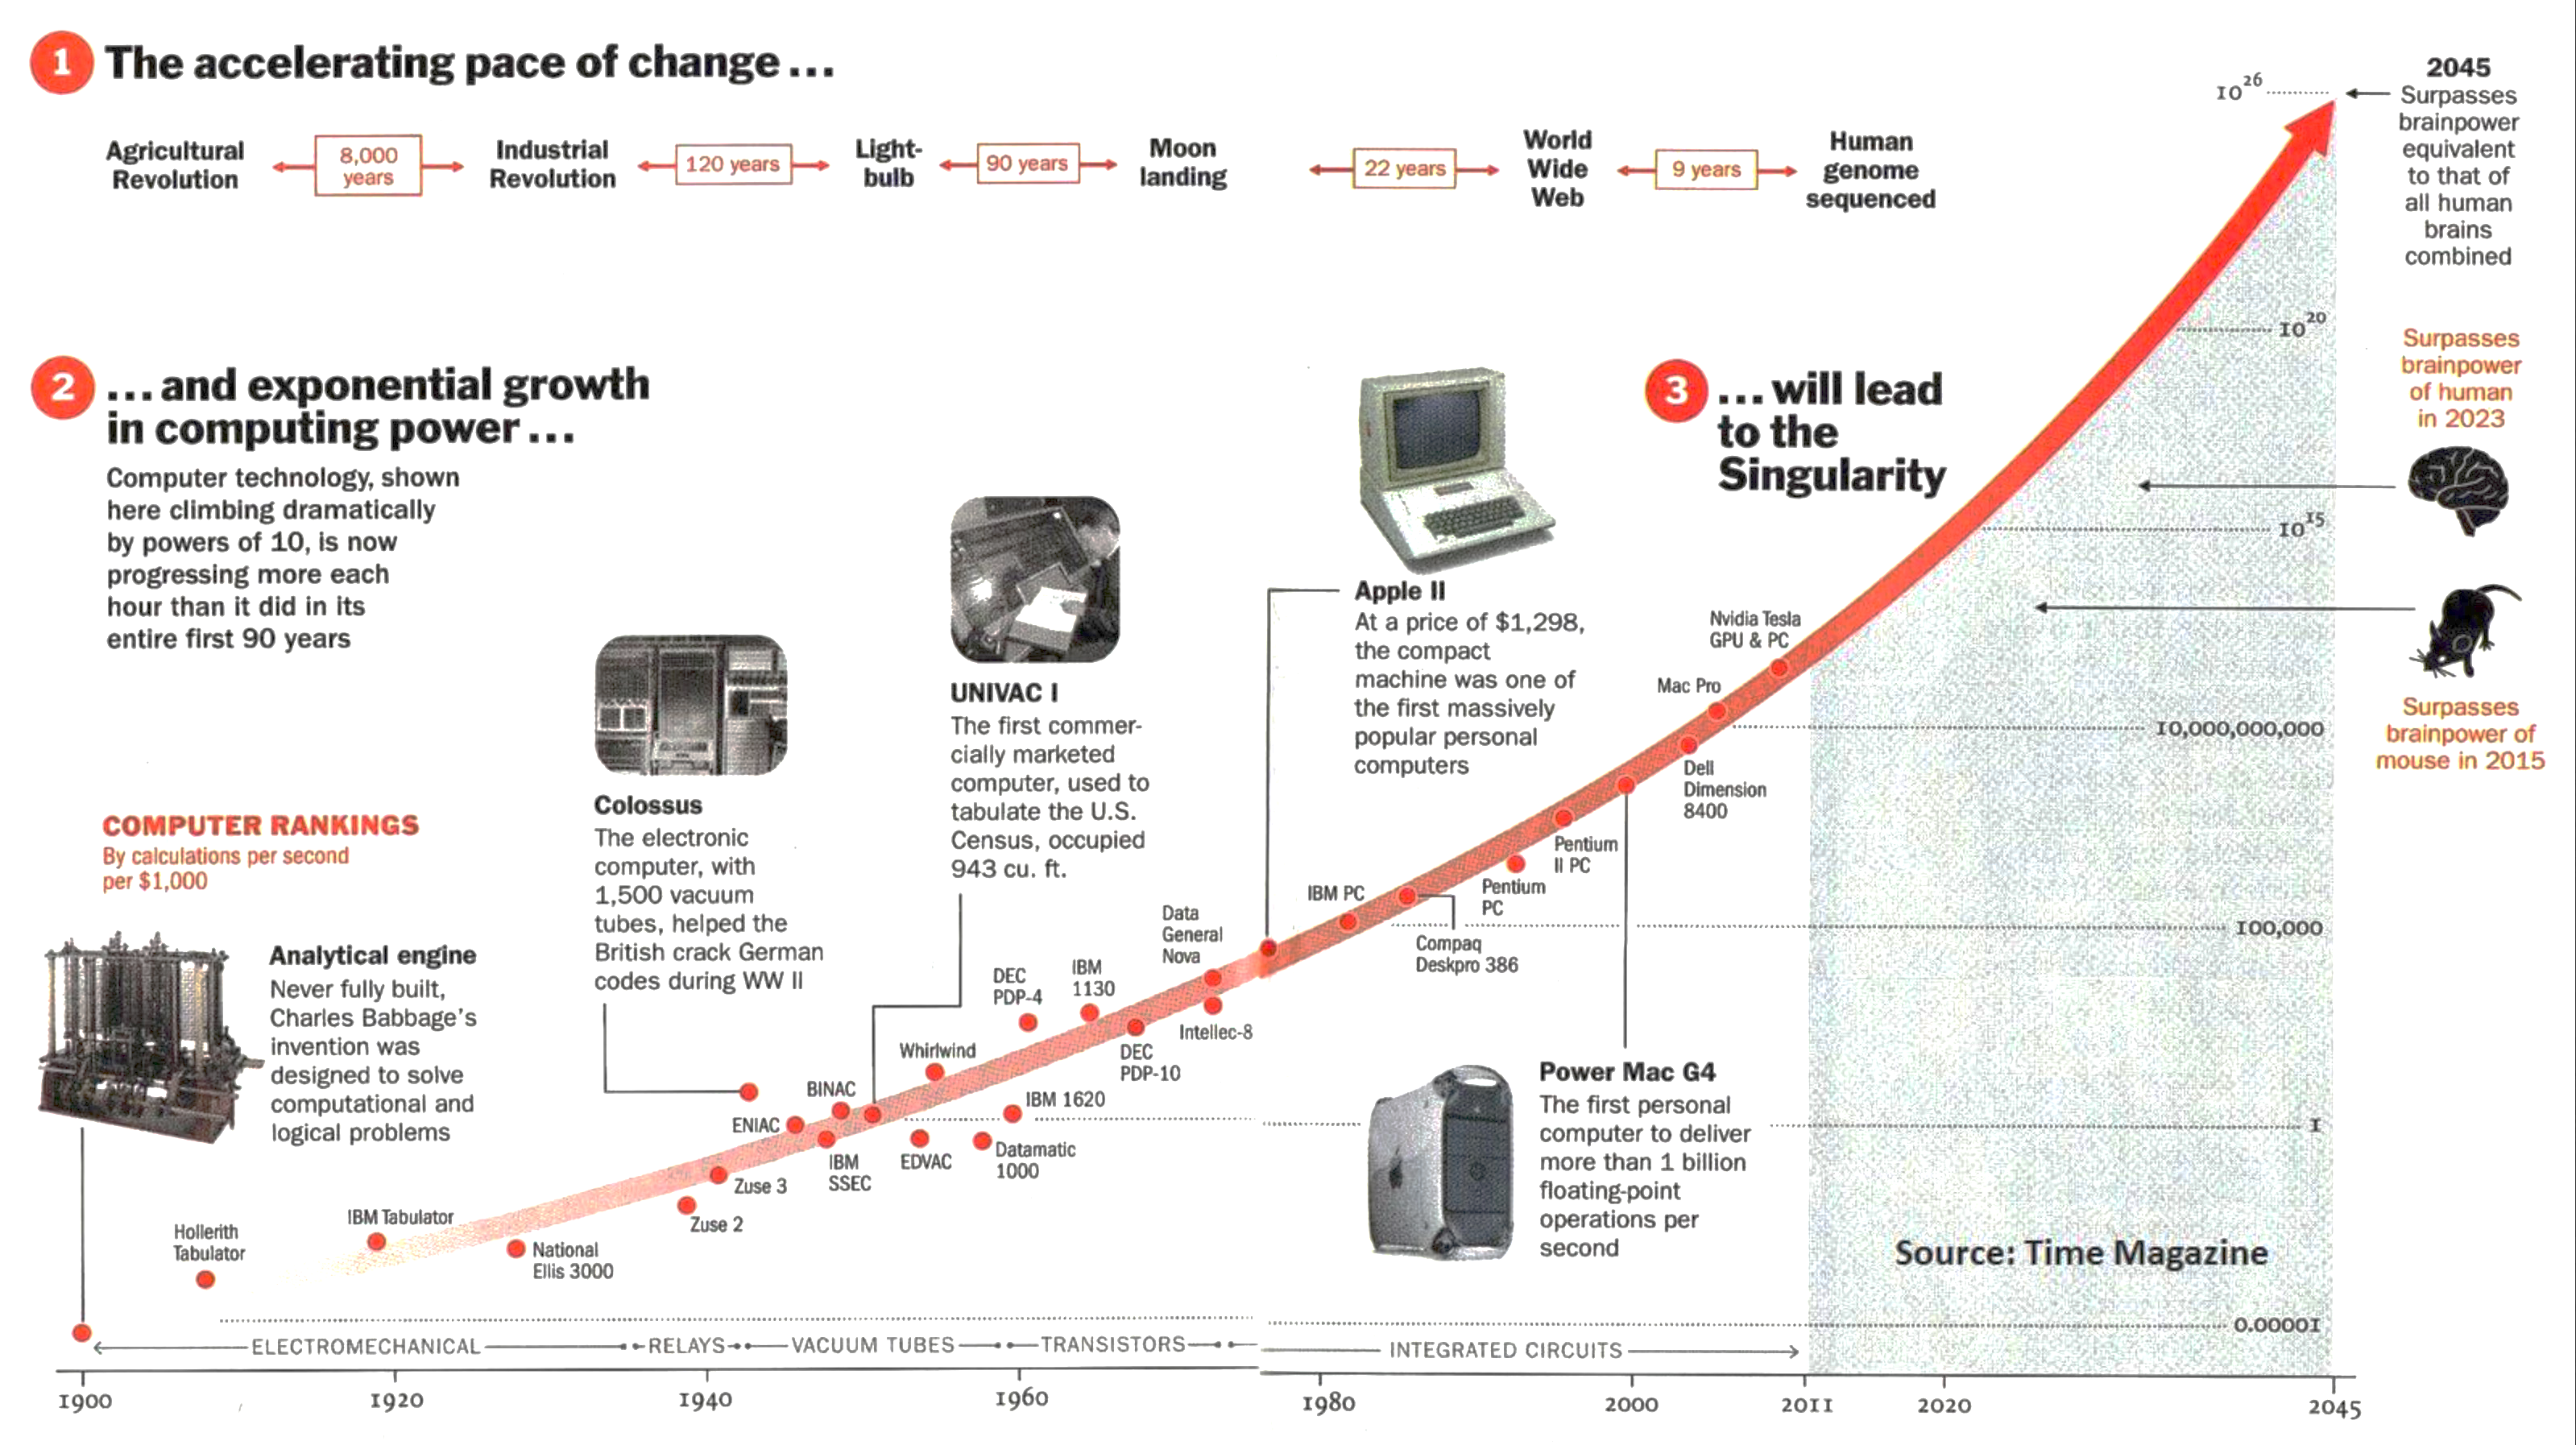 1 The accelerating pace of change ...
Agricultural
Revolution
8,000
years
Industrial
Revolution
120 years
Light-
bulb
90 years
Moon
landing
22 years
World
Wide
Web
9 years
Human
genome
sequenced
2 ... and exponential growth
in computing power ...
Computer technology, shown
here climbing dramatically
by powers of 10, is now
progressing more each
hour than it did in its
entire first 90 years
COMPUTER RANKINGS
By calculations per second
per $1,000
Analytical engine
Never fully built,
Charles Babbage's
invention was
designed to solve
computational and
logical problems
Colossus
The electronic
computer, with
1,500 vacuum
tubes, helped the
British crack German
codes during WW II
UNIVAC I
The first commer-
cially marketed
computer, used to
tabulate the U.S.
Census, occupied
943 cu. ft.
Apple II
At a price of $1,298,
the compact
machine was one of
the first massively
popular personal
computers
Power Mac G4
The first personal
computer to deliver
more than 1 billion
floating-point
operations per
second
3 ... will lead
to the
Singularity
Hollerith
Tabulator
IBM Tabulator
National
Ellis 3000
Zuse 2
Zuse 3
ENIAC
BINAC
IBM
SSEC
Whirlwind
EDVAC
Datamatic
1000
IBM 1620
DEC
PDP-4
IBM
1130
DEC
PDP-10
Data
General
Nova
Intellec-8
IBM PC
Compaq
Deskpro 386
Pentium
PC
Pentium
II PC
Dell
Dimension
8400
Mac Pro
Nvidia Tesla
GPU & PC
2045
Surpasses
brainpower
equivalent
to that of
all human
brains
combined
Surpasses
brainpower
of human
in 2023
Surpasses
brainpower of
mouse in 2015
10^26
10^20
10^15
10,000,000,000
100,000
1
0.00001
Source: Time Magazine
ELECTROMECHANICAL
RELAYS
VACUUM TUBES
TRANSISTORS
INTEGRATED CIRCUITS
1900
1920
1940
1960
1980
2000
2011
2020
2045